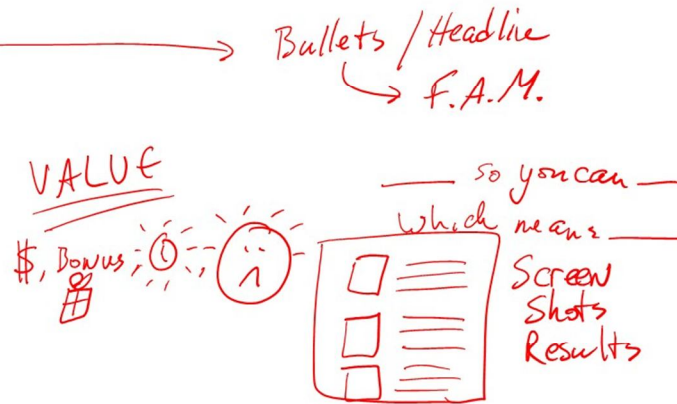 Bullets / Headline
F.A.M.
VALUE
$, Bonus,
so you can
which means
Screen
Shots
Results